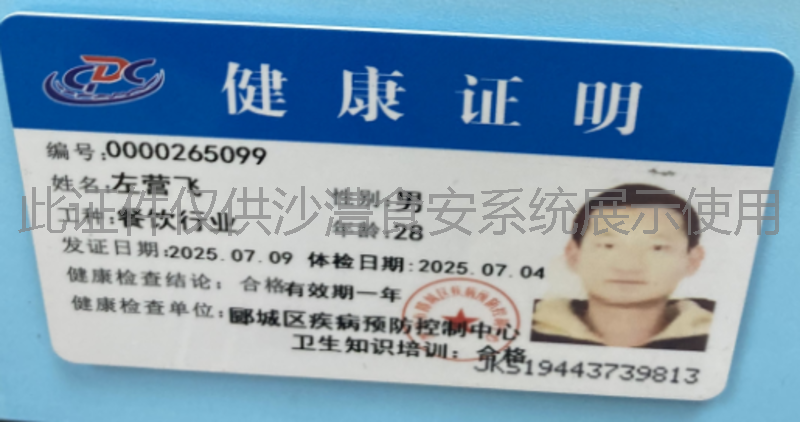 CDC
健康证明
编号:0000265099
姓名:左营飞 性别:男
卫种:餐饮行业 年龄:28
此证件仅供沙澧食安系统展示使用
发证日期:2025.07.09 体检日期:2025.07.04
健康检查结论: 合格有效期一年
健康检查单位:郾城区疾病预防控制中心
卫生知识培训: 合格
JK519443739813